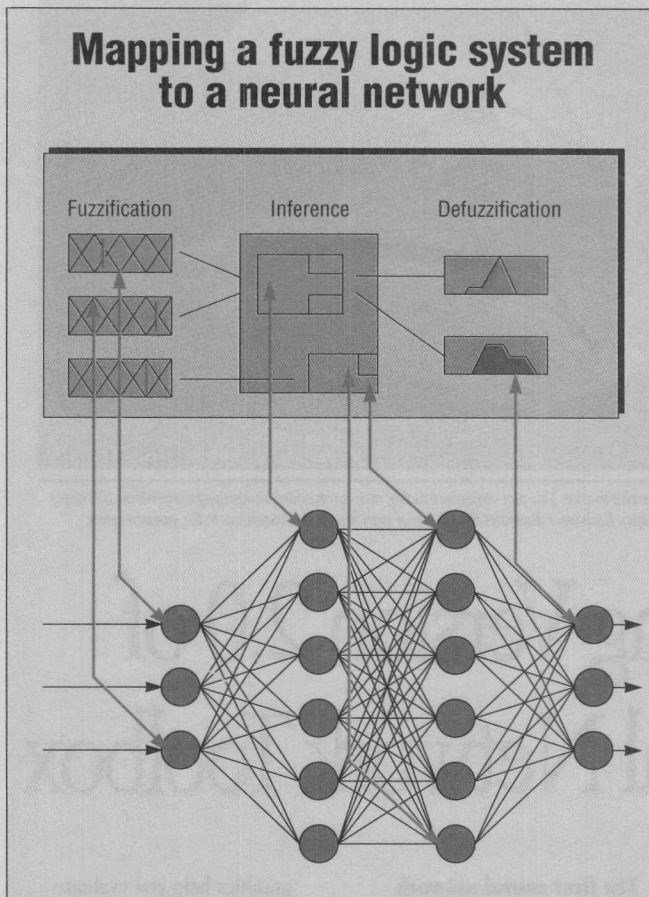 Mapping a fuzzy logic system
to a neural network
Fuzzification
Inference
Defuzzification